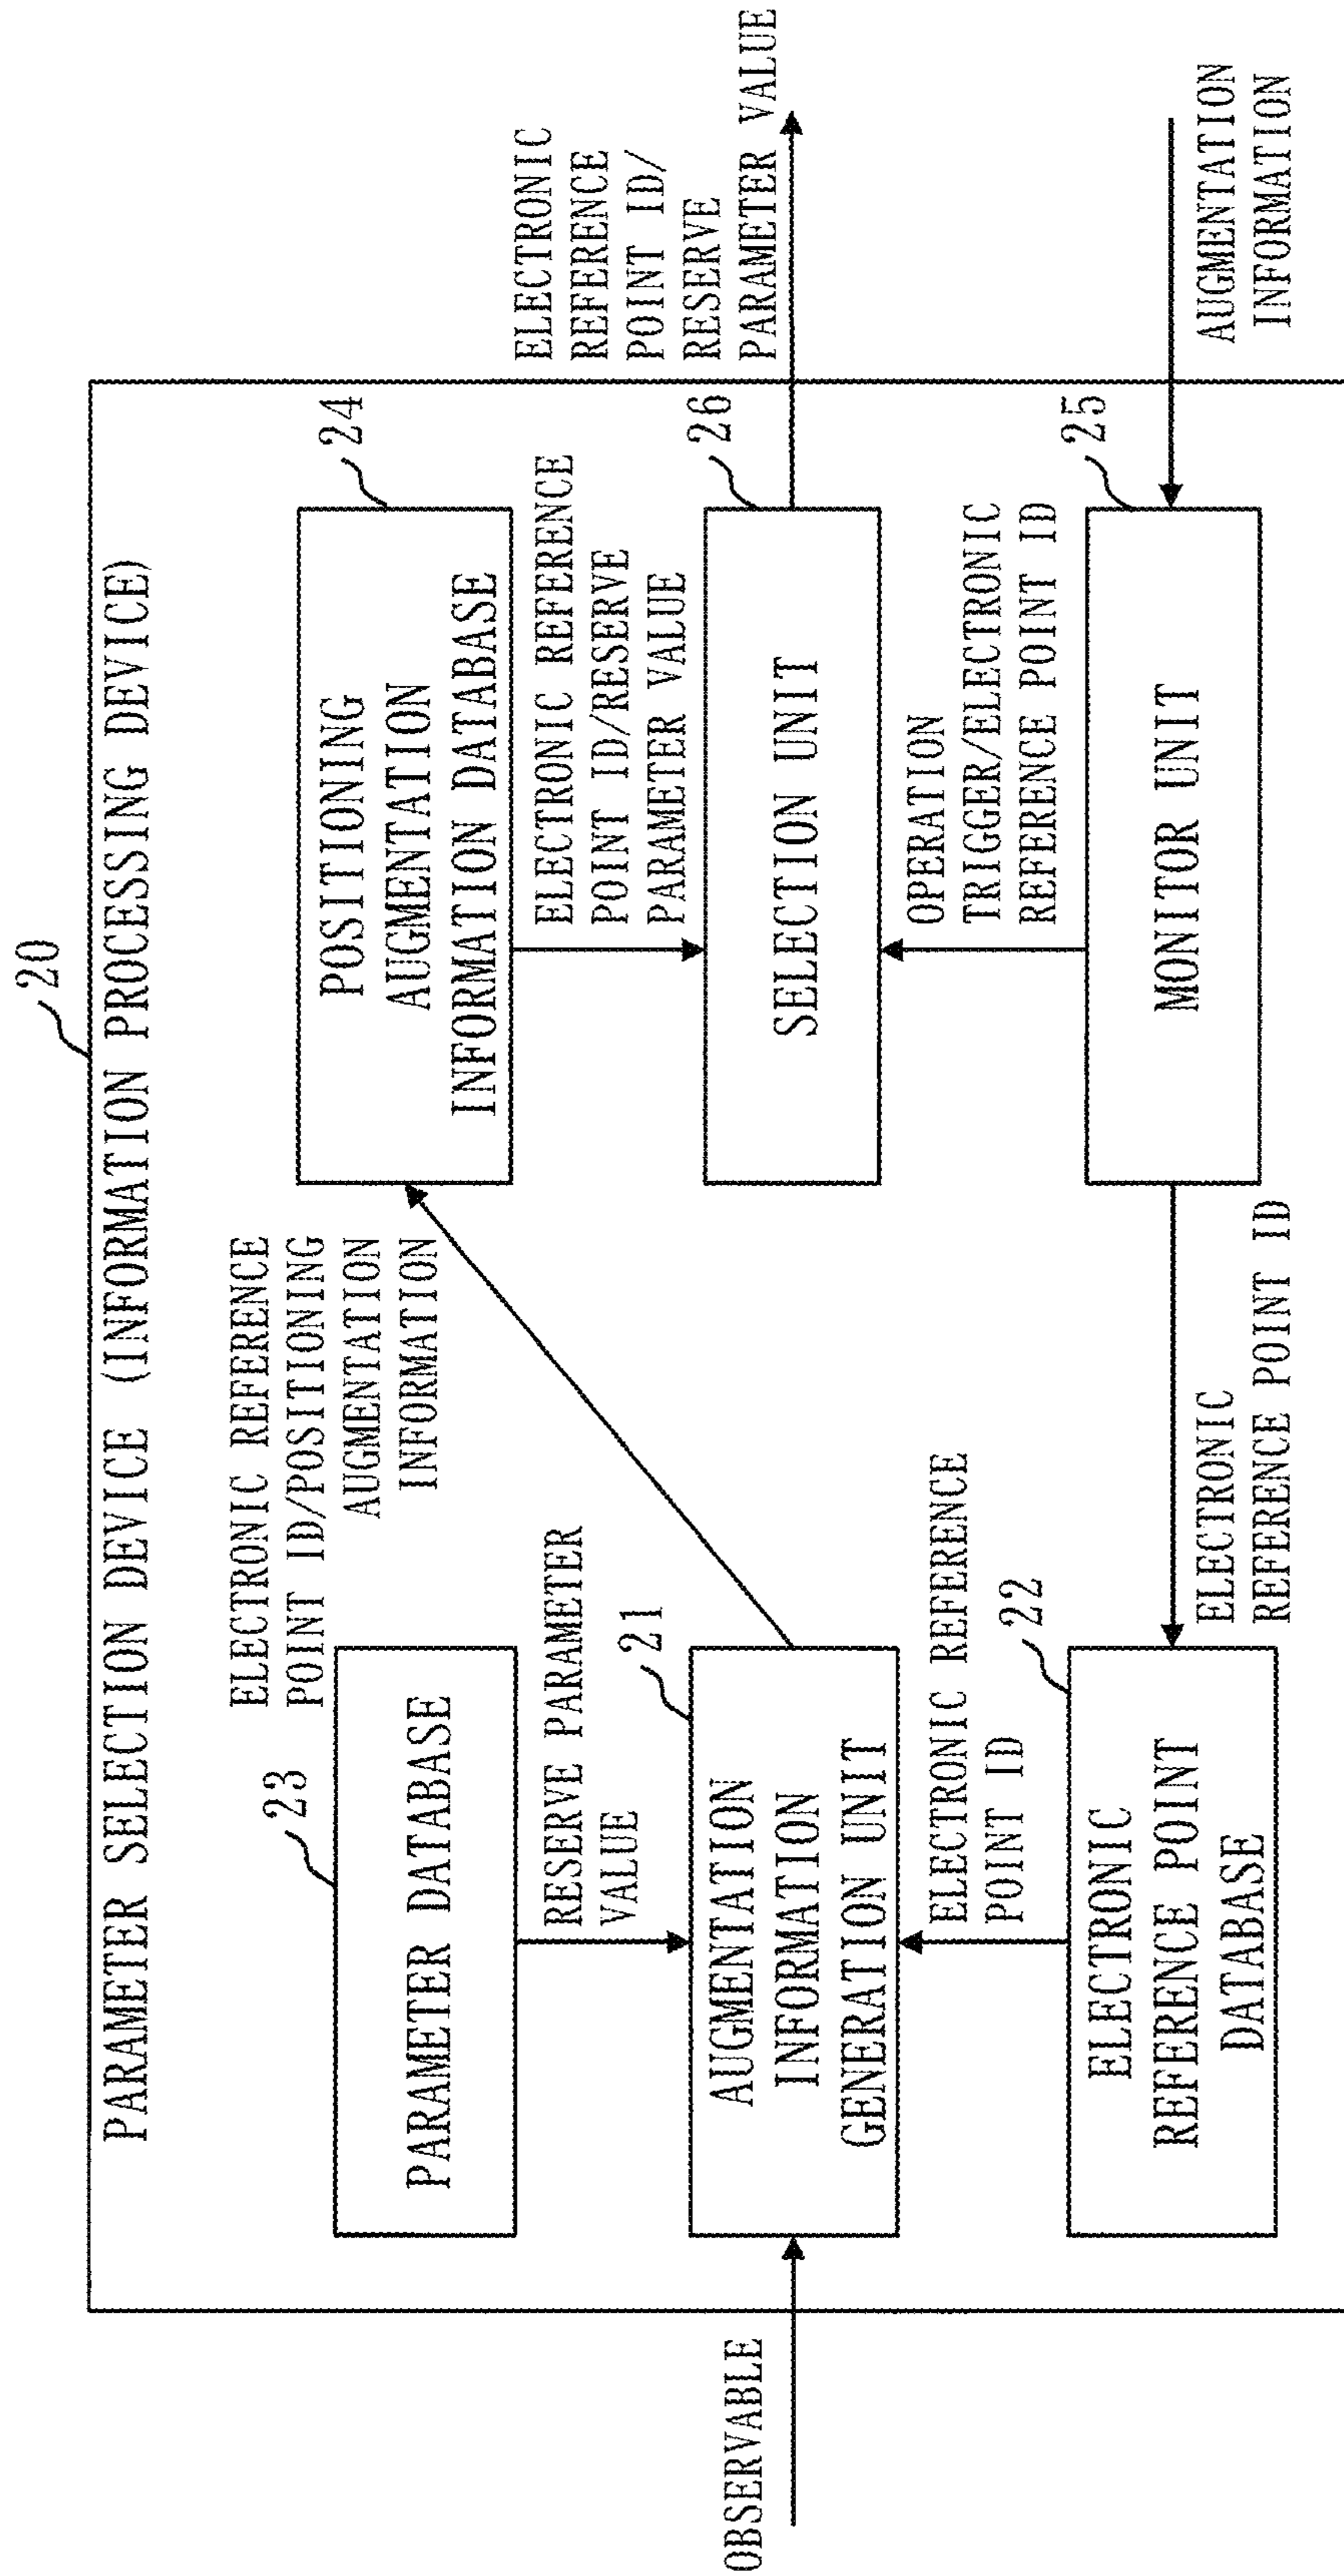 20
PARAMETER SELECTION DEVICE (INFORMATION PROCESSING DEVICE)
23
PARAMETER DATABASE
ELECTRONIC REFERENCE
POINT ID/POSITIONING
AUGMENTATION
INFORMATION
24
POSITIONING
AUGMENTATION
INFORMATION DATABASE
RESERVE PARAMETER
VALUE
ELECTRONIC REFERENCE
POINT ID/RESERVE
PARAMETER VALUE
ELECTRONIC
REFERENCE
POINT ID/
RESERVE
PARAMETER VALUE
OBSERVABLE
21
AUGMENTATION
INFORMATION
GENERATION UNIT
26
SELECTION UNIT
ELECTRONIC REFERENCE
POINT ID
OPERATION
TRIGGER/ELECTRONIC
REFERENCE POINT ID
22
ELECTRONIC
REFERENCE POINT
DATABASE
ELECTRONIC
REFERENCE POINT ID
25
MONITOR UNIT
AUGMENTATION
INFORMATION